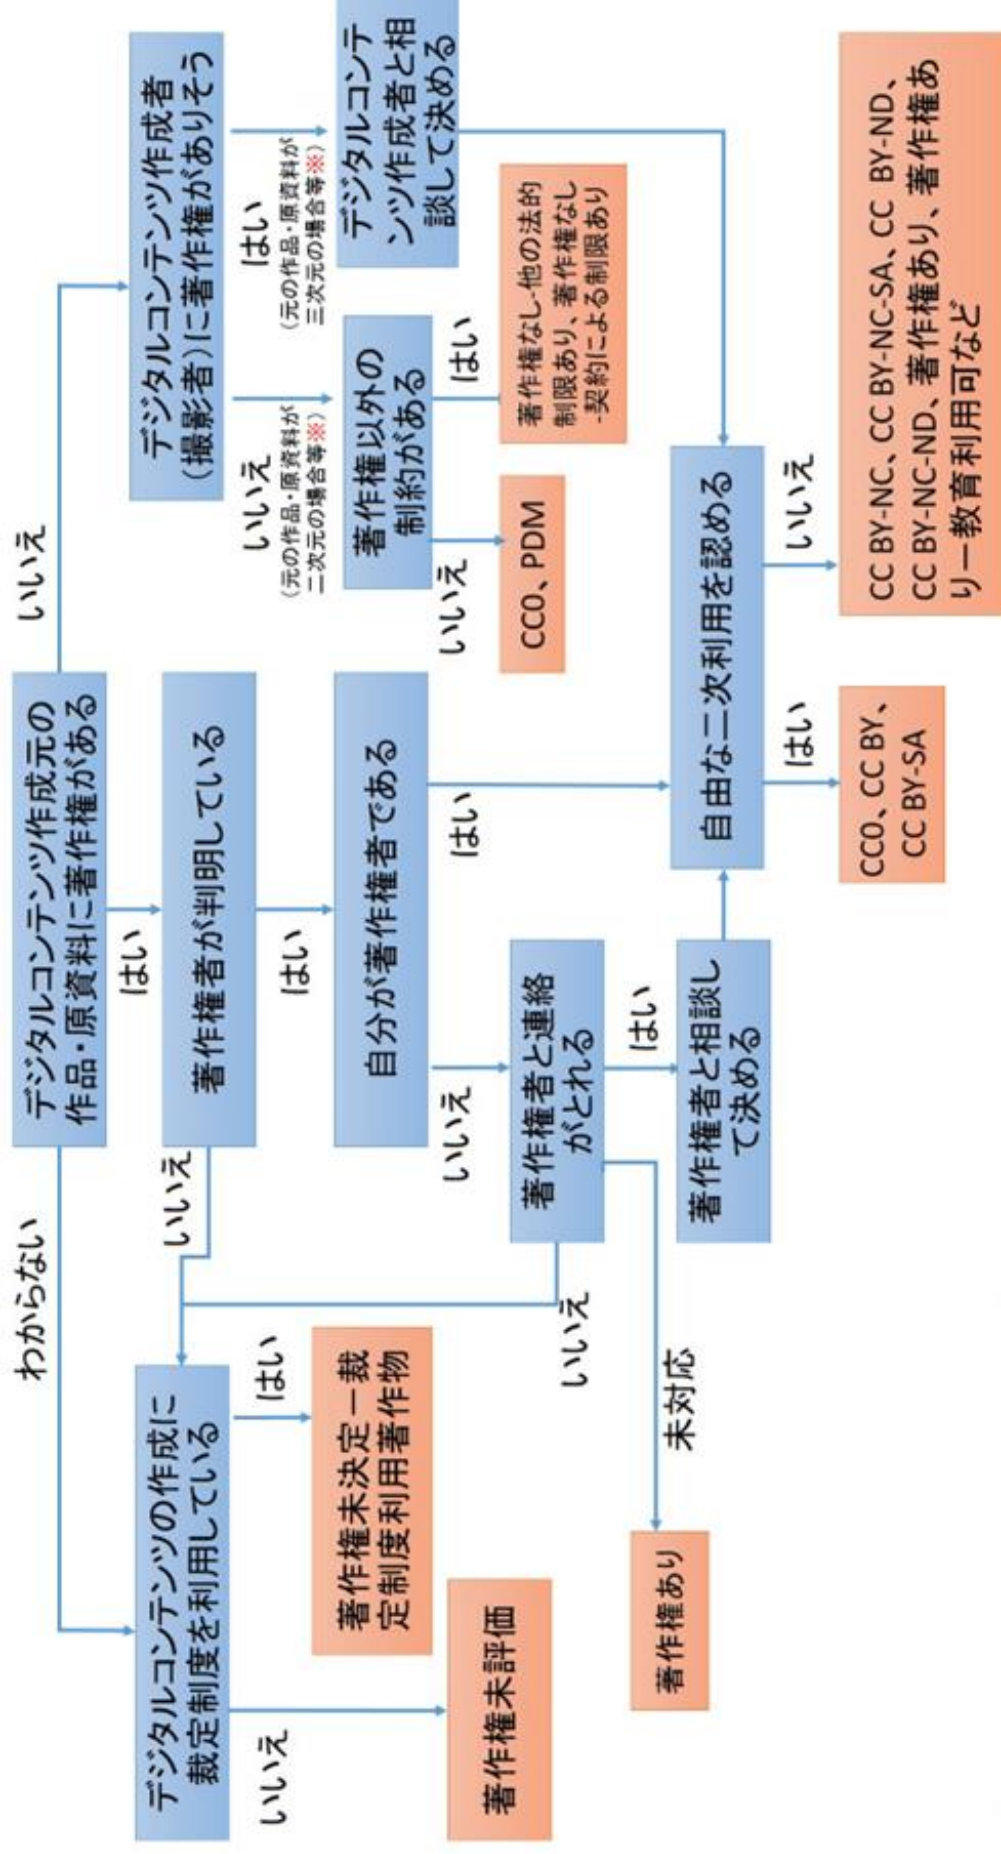 デジタルコンテンツ作成元の
作品・原資料に著作権がある
わからない
はい
いいえ
デジタルコンテンツの作成に
裁定制度を利用している
いいえ
はい
著作権未評価
著作権未決定ー裁
定制度利用著作物
著作権者が判明している
いいえ
はい
自分が著作権者である
いいえ
はい
著作権者と連絡
がとれる
いいえ
未対応
はい
著作権あり
著作権者と相談し
て決める
デジタルコンテンツ作成者
(撮影者)に著作権がありそう
いいえ
(元の作品・原資料が
二次元の場合等※)
はい
(元の作品・原資料が
三次元の場合等※)
著作権以外の
制約がある
いいえ
はい
デジタルコンテ
ンツ作成者と相
談して決める
CC0、PDM
著作権なし-他の法的
制限あり、著作権なし
-契約による制限あり
自由な二次利用を認める
はい
いいえ
CC0、CC BY、
CC BY-SA
CC BY-NC、CC BY-NC-SA、CC BY-ND、
CC BY-NC-ND、著作権あり、著作権あ
りー教育利用可など